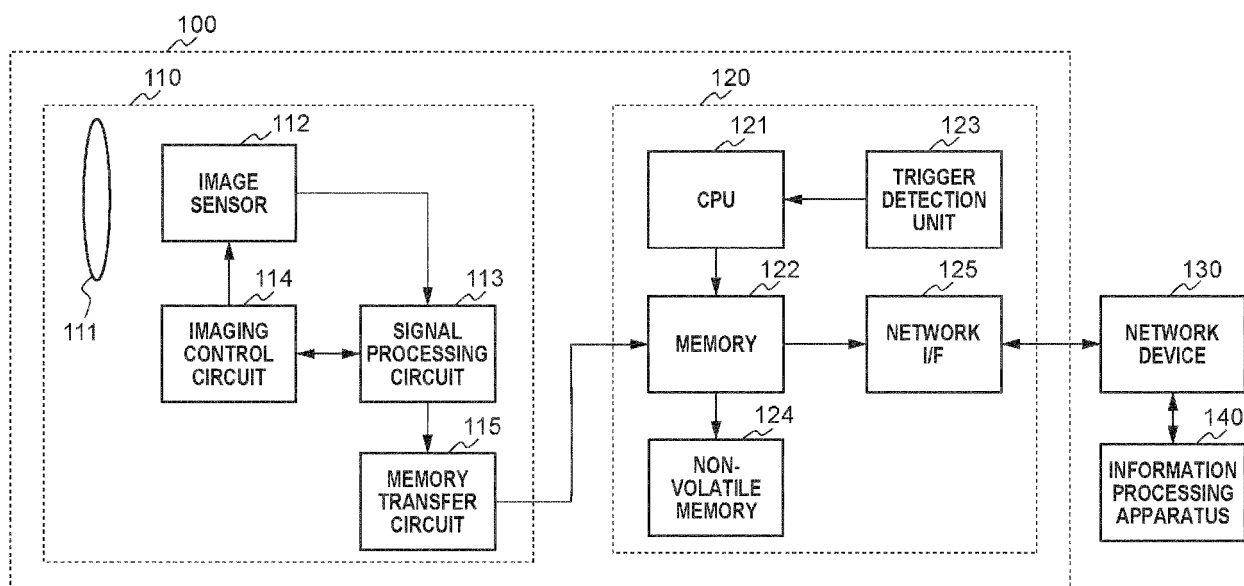 100
110
120
112
IMAGE
SENSOR
121
CPU
123
TRIGGER
DETECTION
UNIT
111
114
IMAGING
CONTROL
CIRCUIT
113
SIGNAL
PROCESSING
CIRCUIT
122
MEMORY
125
NETWORK
I/F
130
NETWORK
DEVICE
115
MEMORY
TRANSFER
CIRCUIT
124
NON-
VOLATILE
MEMORY
140
INFORMATION
PROCESSING
APPARATUS